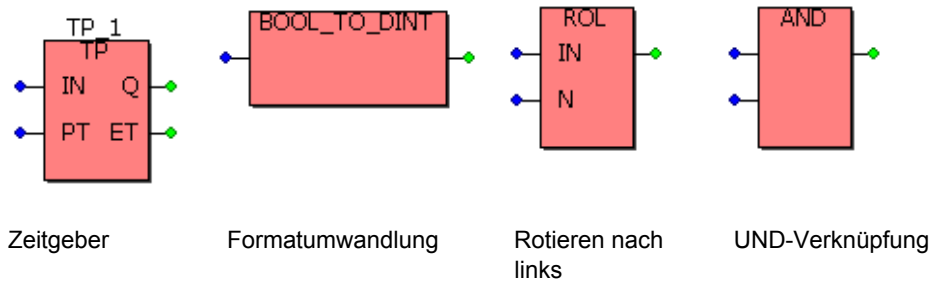 TP_1
TP
IN Q
PT ET
BOOL_TO_DINT
ROL
IN
N
AND
Zeitgeber
Formatumwandlung
Rotieren nach
links
UND-Verknüpfung